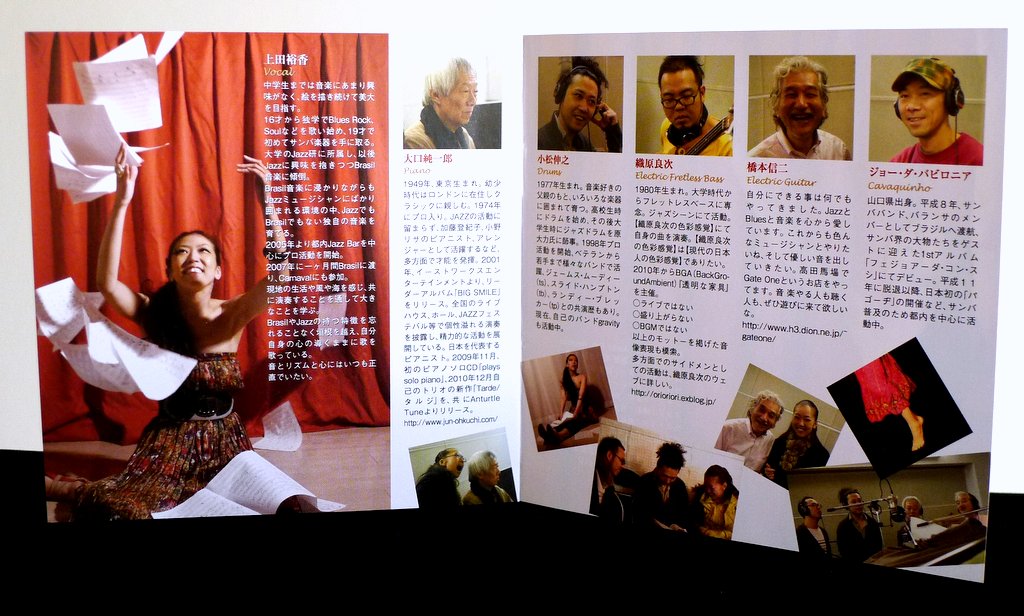 上田裕香
Vocal
中学生までは音楽にあまり興
味がなく、絵を描き続けて美大
を目指す。
16才から独学でBlues Rock、
Soulなどを歌い始め、19才で
初めてサンバ楽器を手に取る。
大学のJazz研に所属し、以後
Jazzに興味を抱きつつBrasil
音楽に傾倒。
Brasil音楽に浸かりながらも
Jazzミュージシャンにばかり
囲まれる環境の中、Jazzでも
Brasilでもない独自の音楽を
育てる。
2005年より都内Jazz Barを中
心にプロ活動を開始。
2007年に一ヶ月間Brasilに渡
り、Carnavalにも参加。
現地の生活や風や海を感じ、共
に演奏することを通して大き
なことを学ぶ。
BrasilやJazzの持つ特徴を忘
れることなく垣根を越え、自分
自身の心の導くままに歌を
歌っている。
音とリズムと心にはいつも正
直でいたい。
大口純一郎
Piano
1949年、東京生まれ。幼少
時代はロンドンに在住しク
ラシックに親しむ。1974年
にプロ入り。JAZZの活動に
留まらず、加藤登紀子、小野
リサのピアニスト、アレン
ジャーとして活躍するなど、
多方面で才能を発揮。2001
年、イーストワークスエン
ターテインメントより、リー
ダーアルバム「BIG SMILE」
をリリース。全国のライブ
ハウス、ホール、JAZZフェス
ティバル等で個性溢れる演奏
を披露し、精力的な活動を展
開している。日本を代表する
ピアニスト。2009年11月、
初のピアノソロCD「plays
solo piano」、2010年12月自
己のトリオの新作「Tarde/
タルジ」を、共にAnturtle
Tuneよりリリース。
http://www.jun-ohkuchi.com/
小松伸之
Drums
1977年生まれ。音楽好きの
父親のもと、いろいろな楽器
に囲まれて育つ。高校生時
にドラムを始め、その後大
学生時にジャズドラムを原
大力氏に師事。1998年プロ
活動を開始、ベテランから
若手まで様々なバンドで活
躍。ジェームス・ムーディー
(ts)、スライド・ハンプトン
(tb)、ランディー・ブレッ
カー(tp)との共演歴もあり。
現在、自己のバンドgravity
も活動中。
織原良次
Electric Fretless Bass
1980年生まれ。大学時代か
らフレットレスベースに専
念。ジャズシーンにて活動。
【織原良次の色彩感覚】にて
自身の曲を演奏。【織原良次
の色彩感覚】は【現代の日本
人の色彩感覚】でありたい。
2010年からBGA(BackGro-
undAmbient)「透明な家具」
を主催。
○ライブではない
○盛り上がらない
○BGMではない
以上のモットーを掲げた音
像表現も模索。
多方面でのサイドメンとし
ての活動は、織原良次のウェ
ブに詳しい。
http://orioriori.exblog.jp/
橋本信二
Electric Guitar
自分にできる事は何でも
やってきました。Jazzと
Bluesと音楽を心から愛し
ています。これからも色ん
なミュージシャンとやりた
いね、そして優しい音を出し
ていきたい。高田馬場で
Gate Oneというお店をやっ
てます。音楽やる人も聴く
人も、ぜひ遊びに来て欲しい
な。
http://www.h3.dion.ne.jp/~
gateone/
ジョー・ダ・バビロニア
Cavaquinho
山口県出身。平成8年、サン
ババンド、バランサのメン
バーとしてブラジルへ渡航、
サンバ界の大物たちをゲス
トに迎えた1stアルバム
「フェジョアーダ・コン・ス
シ」にてデビュー。平成11
年に脱退以降、日本初の「パ
ゴーヂ」の開催など、サンバ
普及のため都内を中心に活
動中。